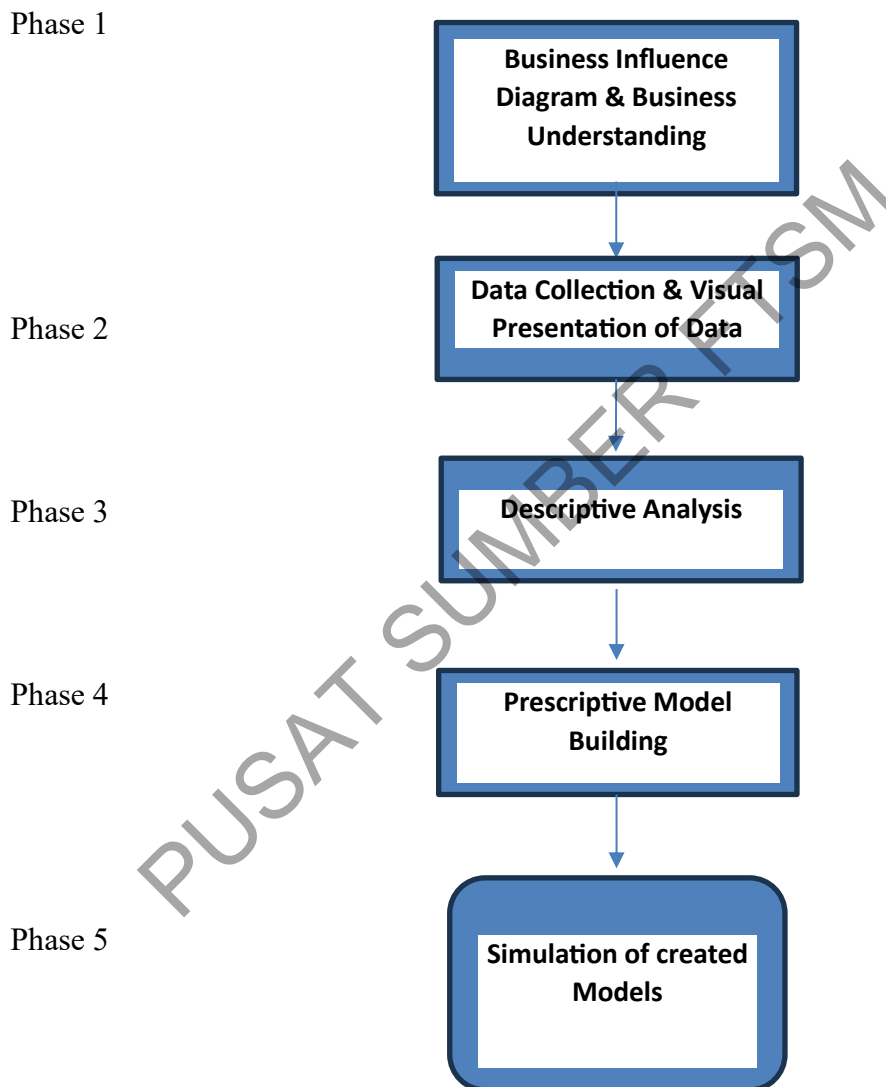 Phase 1
Business Influence
Diagram & Business
Understanding
Phase 2
Data Collection & Visual
Presentation of Data
Phase 3
Descriptive Analysis
Phase 4
Prescriptive Model
Building
Phase 5
Simulation of created
Models
PUSAT SUMBER FTSM